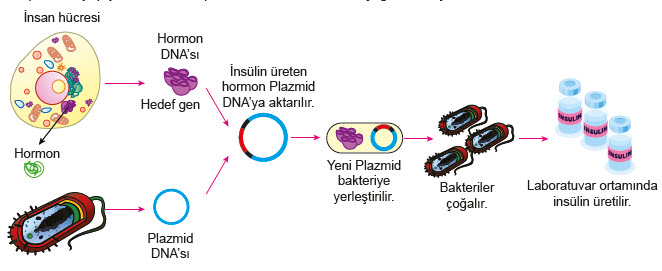 İnsan hücresi
Hormon
DNA'sı
Hedef gen
Hormon
Plazmid
DNA'sı
İnsülin üreten
hormon Plazmid
DNA'ya aktarılır.
Yeni Plazmid
bakteriye
yerleştirilir.
Bakteriler
çoğalır.
INSULIN
INSULIN
INSULIN
Laboratuvar ortamında
insülin üretilir.